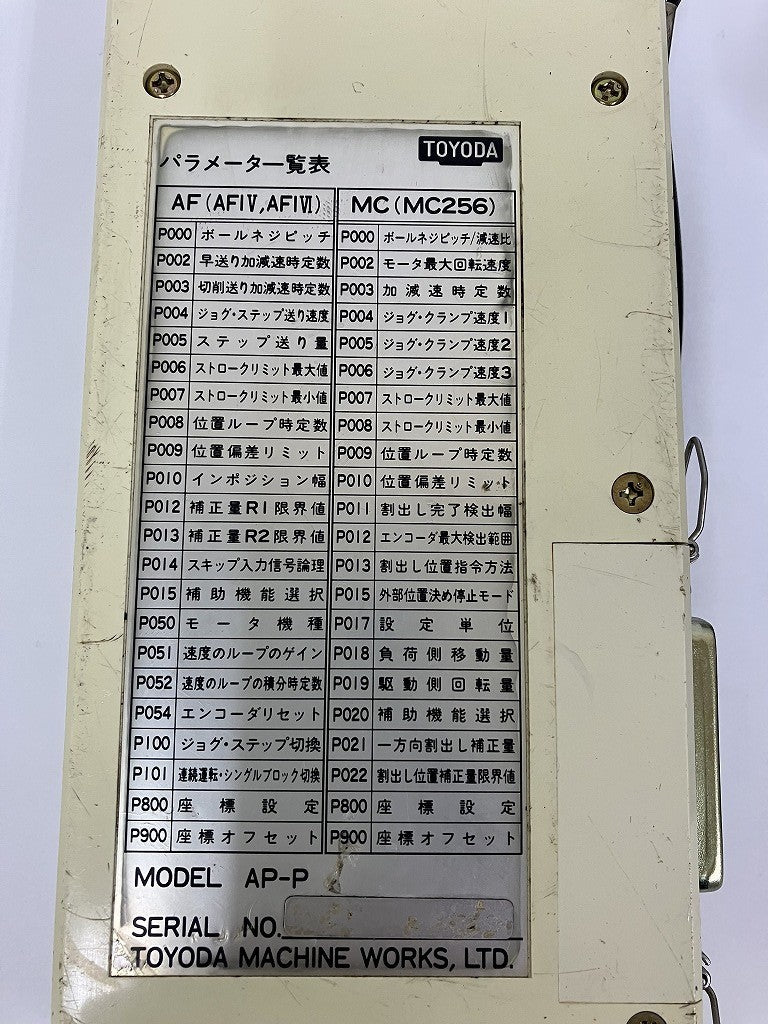 TOYODA
パラメーター覧表
AF(AFIV,AFIVI) MC(MC256)
P000 ボールネジピッチ P000 ボールネジピッチ/減速比
P002 早送り加減速時定数 P002 モータ最大回転速度
P003 切削送り加減速時定数 P003 加減速時定数
P004 ジョグ・ステップ送り速度 P004 ジョグ・クランプ速度1
P005 ステップ送り量 P005 ジョグ・クランプ速度2
P006 ストロークリミット最大値 P006 ジョグ・クランプ速度3
P007 ストロークリミット最小値 P007 ストロークリミット最大値
P008 位置ループ時定数 P008 ストロークリミット最小値
P009 位置偏差リミット P009 位置ループ時定数
P010 インポジション幅 P010 位置偏差リミット
P012 補正量R1限界値 P011 割出し完了検出幅
P013 補正量R2限界値 P012 エンコーダ最大検出範囲
P014 スキップ入力信号論理 P013 割出し位置指令方法
P015 補助機能選択 P015 外部位置決め停止モード
P050 モータ機種 P017 設定単位
P051 速度のループのゲイン P018 負荷側移動量
P052 速度のループの積分時定数 P019 駆動側回転量
P054 エンコーダリセット P020 補助機能選択
P100 ジョグ・ステップ切換 P021 一方向割出し補正量
P101 連続運転・シングルブロック切換 P022 割出し位置補正量限界値
P800 座標設定 P800 座標設定
P900 座標オフセット P900 座標オフセット
MODEL AP-P
SERIAL NO.
TOYODA MACHINE WORKS, LTD.